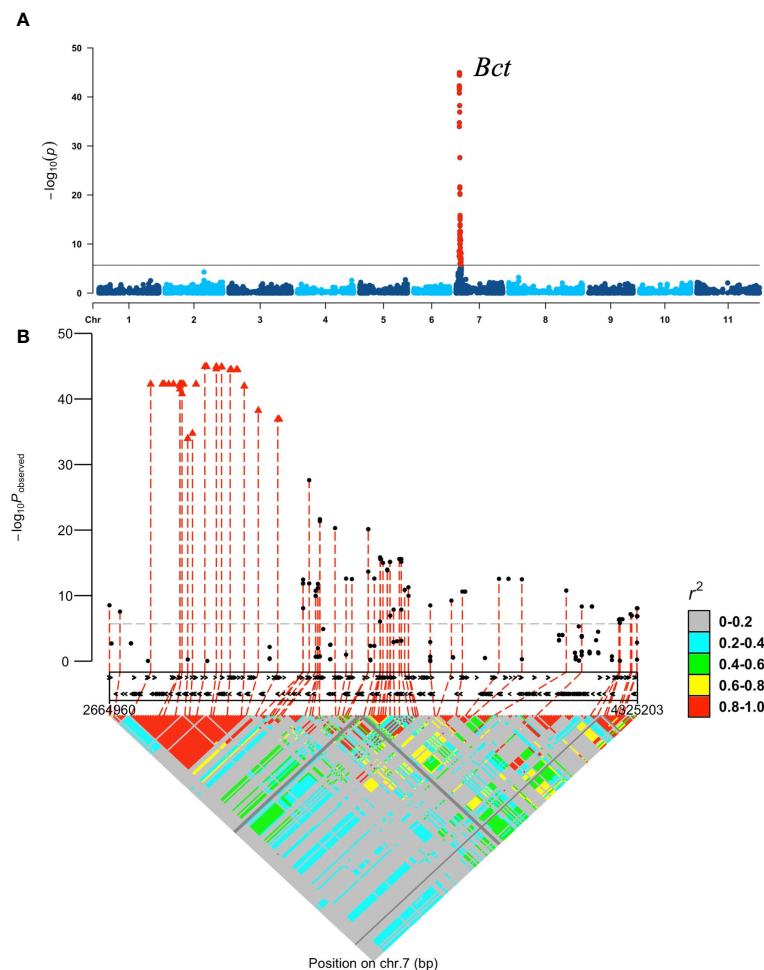 A
50
40
30
20
10
0
−log10(p)
Bct
Chr 1 2 3 4 5 6 7 8 9 10 11
B
50
40
30
20
10
0
−log10Pobserved
r2
0-0.2
0.2-0.4
0.4-0.6
0.6-0.8
0.8-1.0
2664960
4325203
Position on chr.7 (bp)